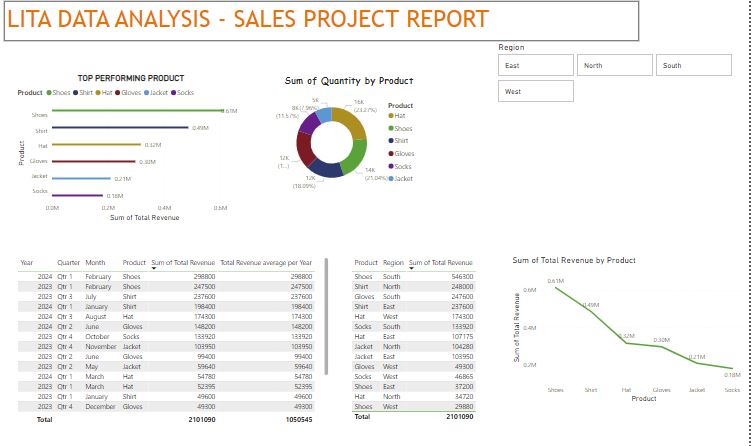 LITA DATA ANALYSIS - SALES PROJECT REPORT
Region
East
North
South
West
TOP PERFORMING PRODUCT
Product Shoes Shirt Hat Gloves Jacket Socks
Product
Shoes
0.61M
Shirt
0.49M
Hat
0.32M
Gloves
0.30M
Jacket
0.21M
Socks
0.18M
0.0M 0.2M 0.4M 0.6M
Sum of Total Revenue
Sum of Quantity by Product
16K
(23.27%)
14K
(21.04%)
12K
(18.09%)
12K
(1...)
(11.57%)
8K (7.96%)
5K
Product
Hat
Shoes
Shirt
Gloves
Socks
Jacket
Year Quarter Month Product Sum of Total Revenue Total Revenue average per Year
2024 Qtr 1 February Shoes 298800 298800
2023 Qtr 1 February Shoes 247500 247500
2023 Qtr 3 July Shirt 237600 237600
2024 Qtr 1 January Shirt 198400 198400
2024 Qtr 3 August Hat 174300 174300
2024 Qtr 2 June Gloves 148200 148200
2023 Qtr 4 October Socks 133920 133920
2023 Qtr 4 November Jacket 103950 103950
2023 Qtr 2 June Gloves 99400 99400
2023 Qtr 2 May Jacket 59640 59640
2024 Qtr 1 March Hat 54780 54780
2023 Qtr 1 March Hat 52395 52395
2023 Qtr 1 January Shirt 49600 49600
2023 Qtr 4 December Gloves 49300 49300
Total 2101090 1050545
Product Region Sum of Total Revenue
Shoes South 546300
Shirt North 248000
Gloves South 247600
Shirt East 237600
Hat West 174300
Socks South 133920
Hat East 107175
Jacket North 104280
Jacket East 103950
Gloves West 49300
Socks West 46865
Shoes East 37200
Hat North 34720
Shoes West 29880
Total 2101090
Sum of Total Revenue by Product
Sum of Total Revenue
0.6M
0.4M
0.2M
0.61M
0.49M
0.32M
0.30M
0.21M
0.18M
Shoes Shirt Hat Gloves Jacket Socks
Product